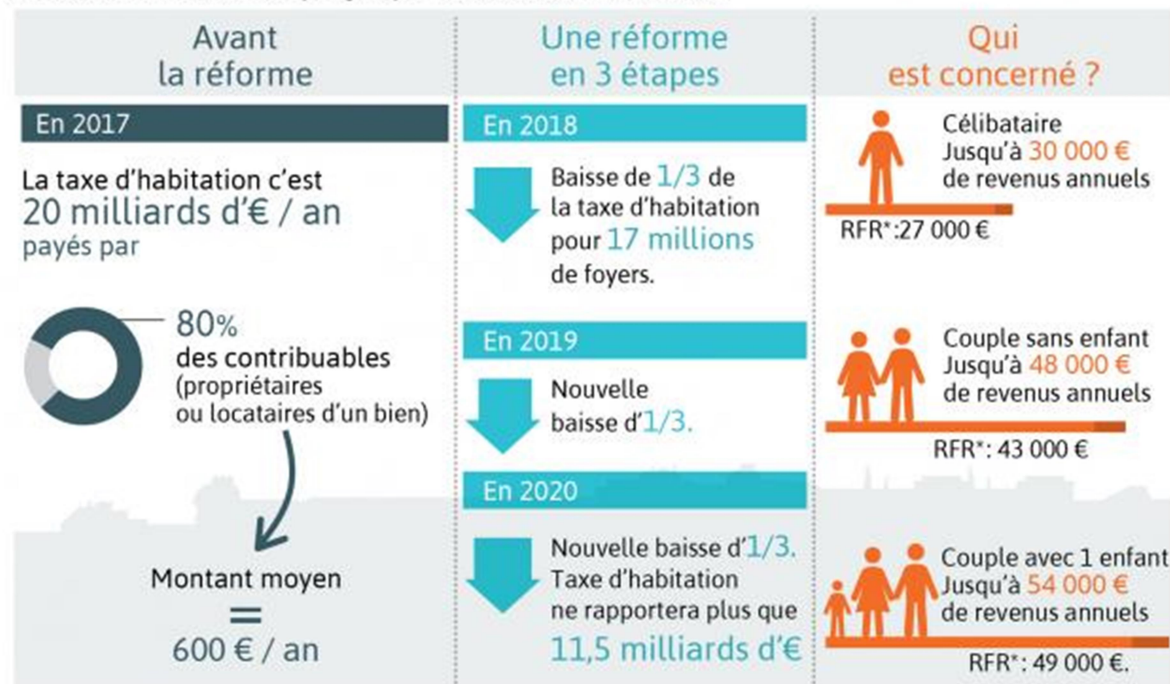 Avant
la réforme
En 2017
La taxe d'habitation c'est
20 milliards d'€ / an
payés par
80%
des contribuables
(propriétaires
ou locataires d'un bien)
Montant moyen
=
600 € / an
Une réforme
en 3 étapes
En 2018
Baisse de 1/3 de
la taxe d'habitation
pour 17 millions
de foyers.
En 2019
Nouvelle
baisse d'1/3.
En 2020
Nouvelle baisse d'1/3.
Taxe d'habitation
ne rapportera plus que
11,5 milliards d'€
Qui
est concerné ?
Célibataire
Jusqu'à 30 000 €
de revenus annuels
RFR*:27 000 €
Couple sans enfant
Jusqu'à 48 000 €
de revenus annuels
RFR*: 43 000 €
Couple avec 1 enfant
Jusqu'à 54 000 €
de revenus annuels
RFR*: 49 000 €.